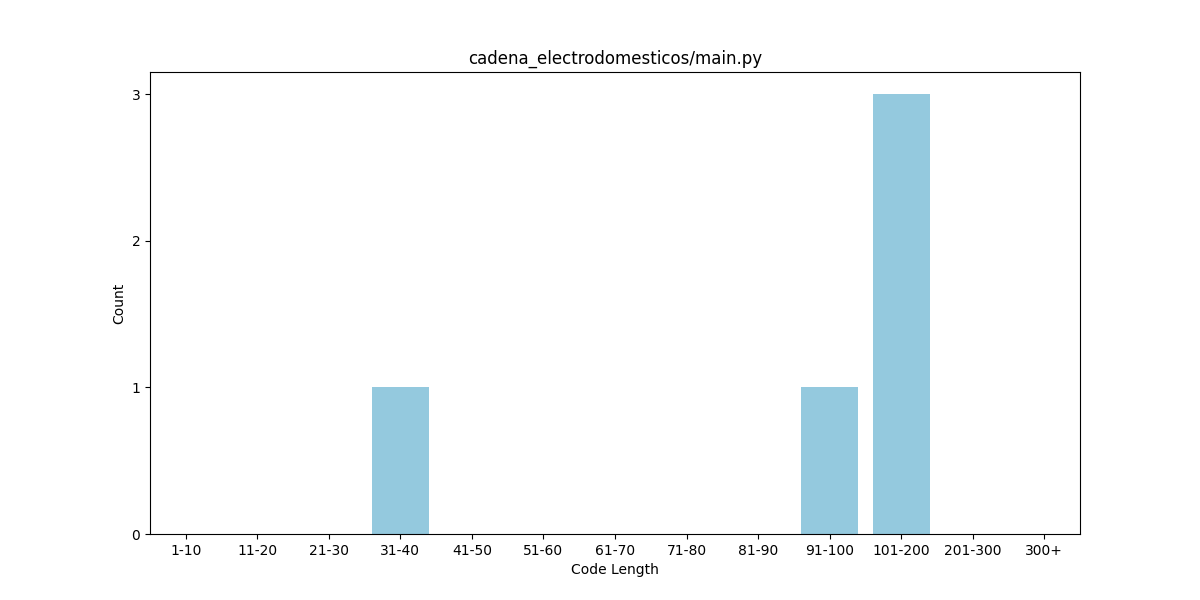 cadena_electrodomesticos/main.py
3
2
1
0
Count
1-10 11-20 21-30 31-40 41-50 51-60 61-70 71-80 81-90 91-100 101-200 201-300 300+
Code Length